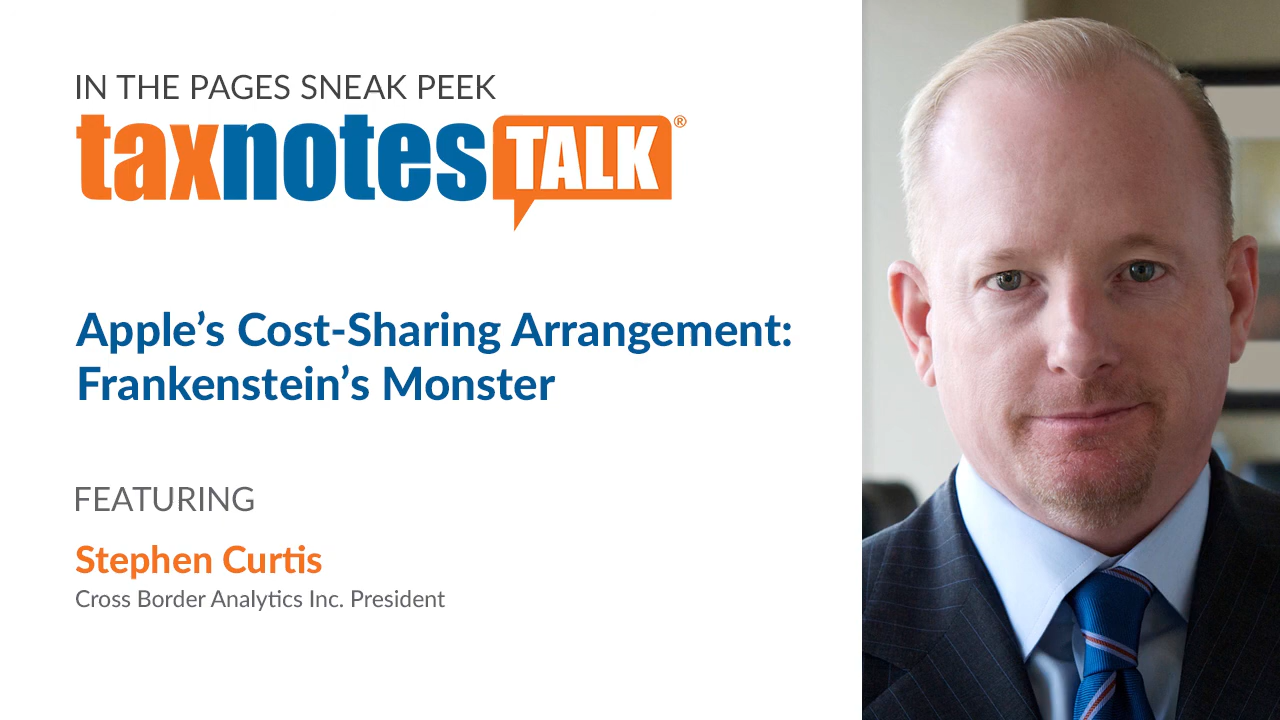 IN THE PAGES SNEAK PEEK
taxnotes TALK®
Apple’s Cost-Sharing Arrangement:
Frankenstein’s Monster
FEATURING
Stephen Curtis
Cross Border Analytics Inc. President